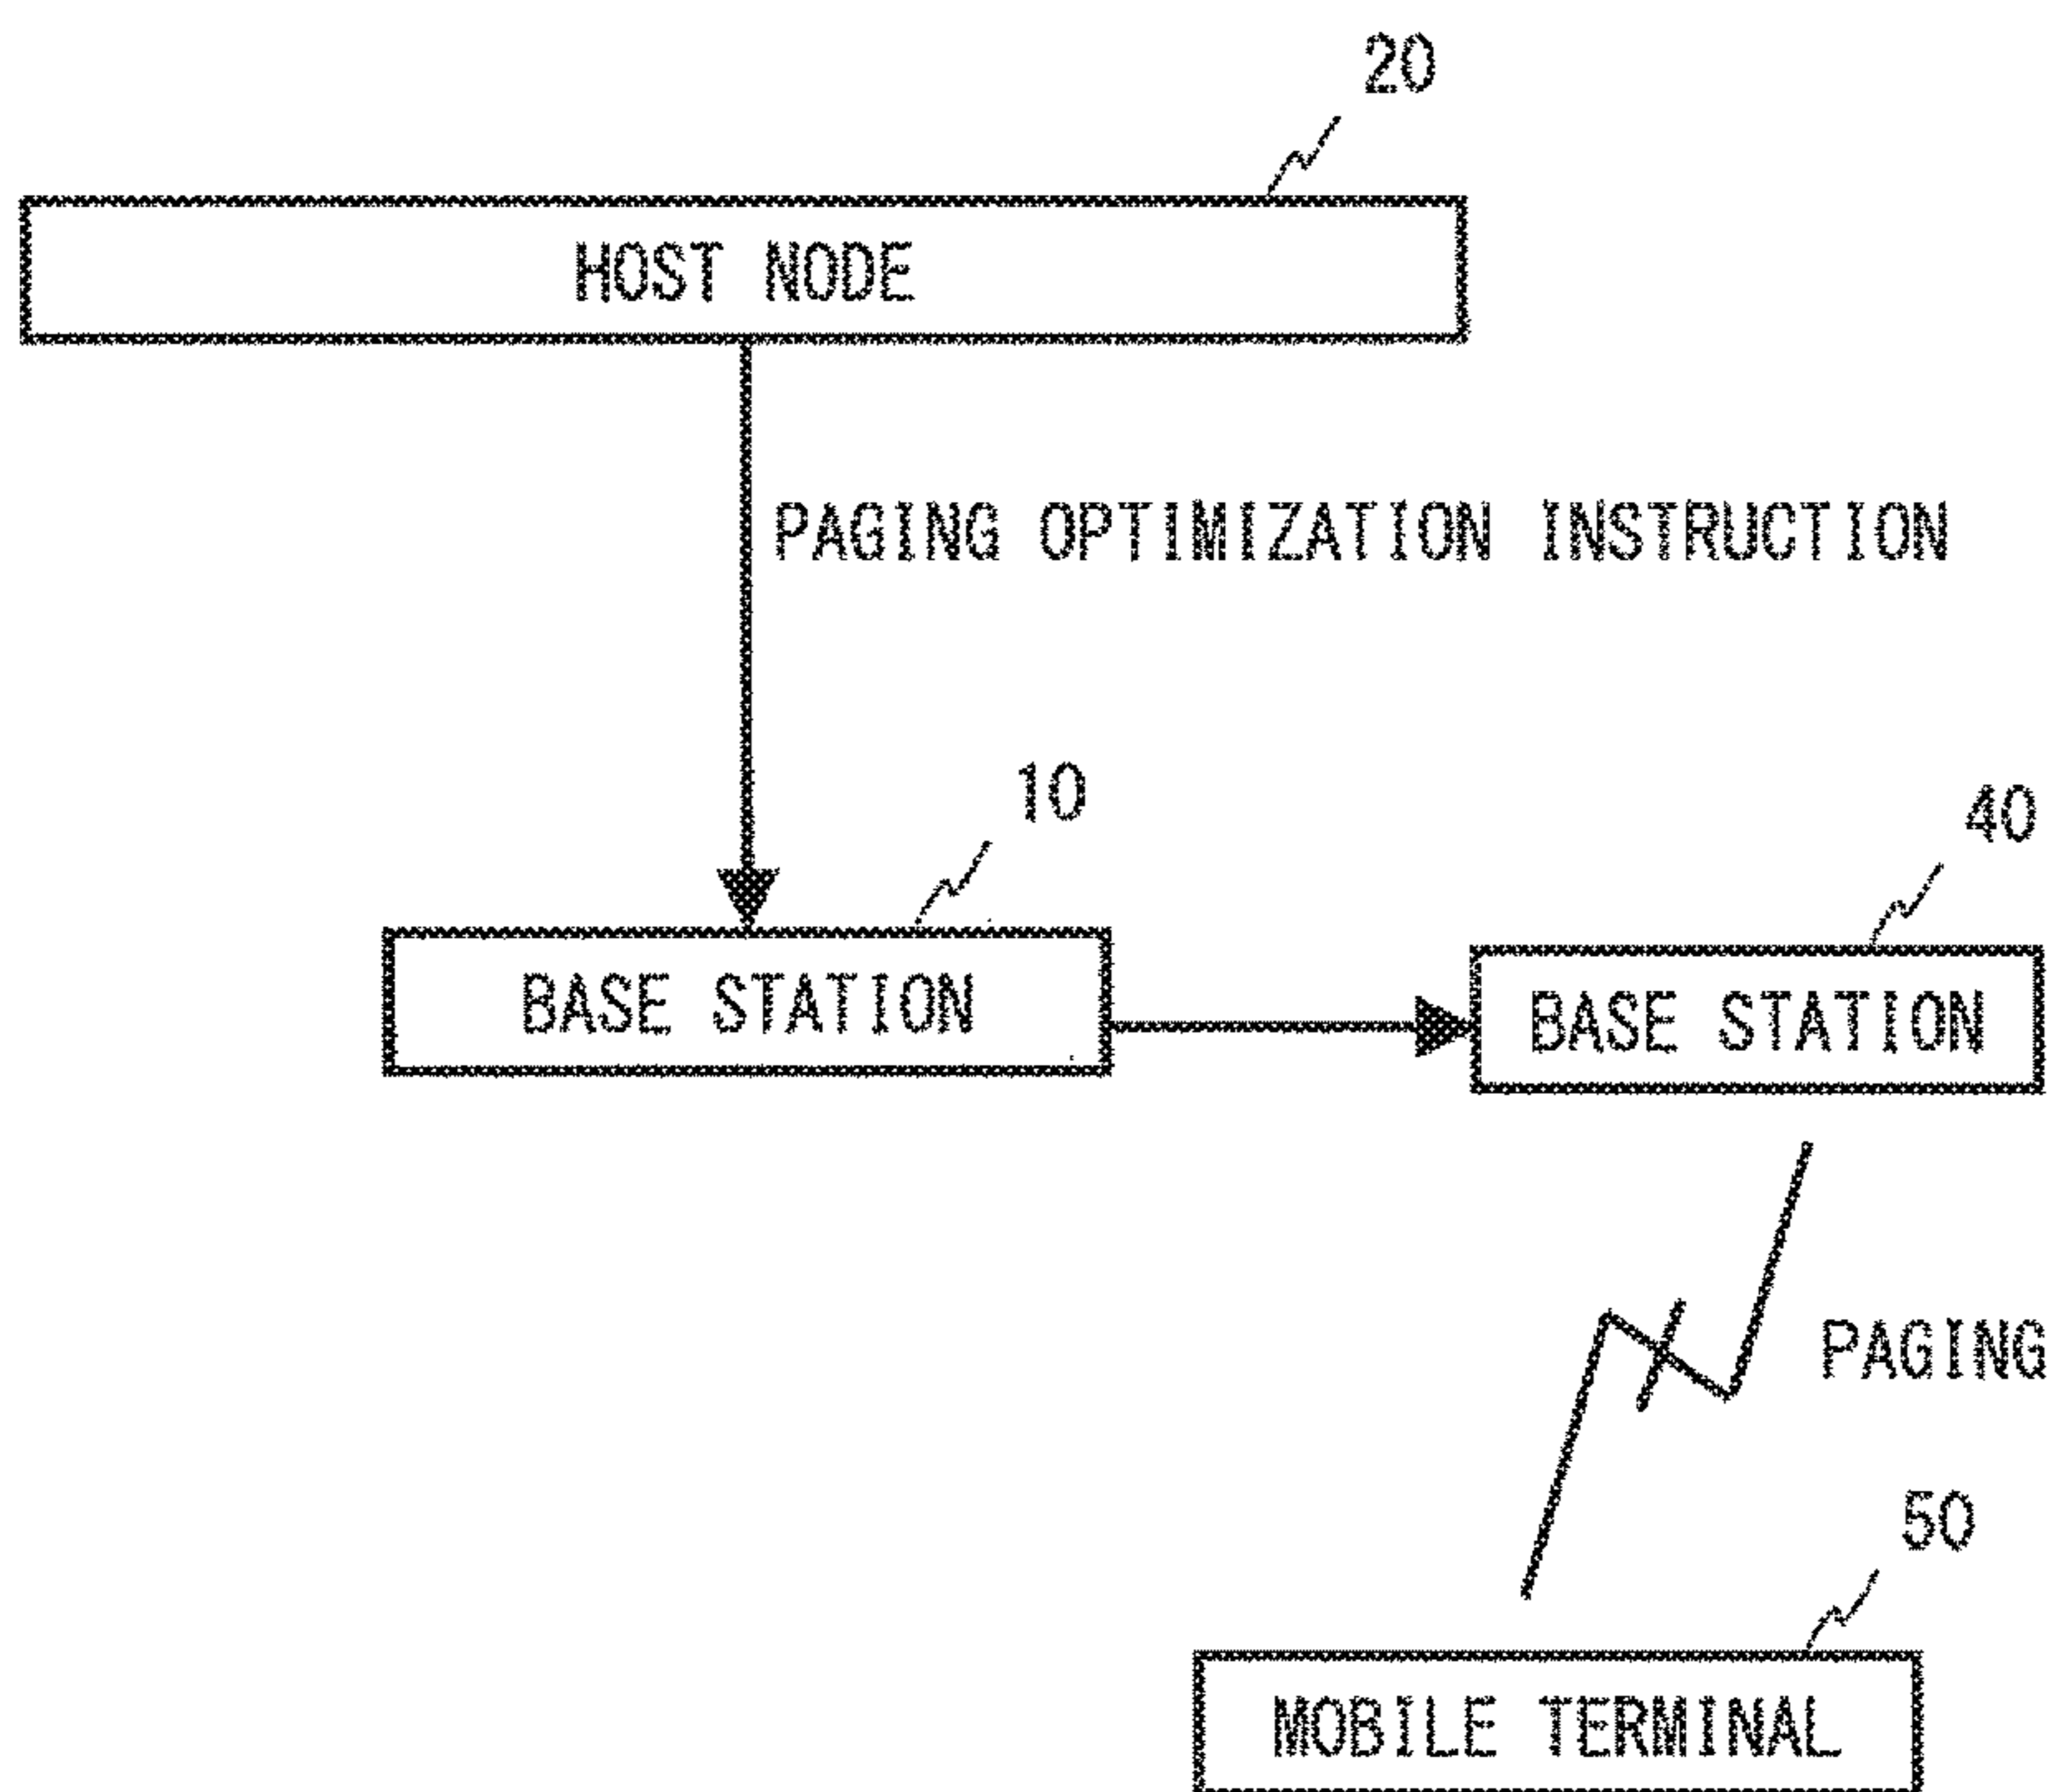 20
HOST NODE
PAGING OPTIMIZATION INSTRUCTION
10
40
BASE STATION
BASE STATION
PAGING
50
MOBILE TERMINAL